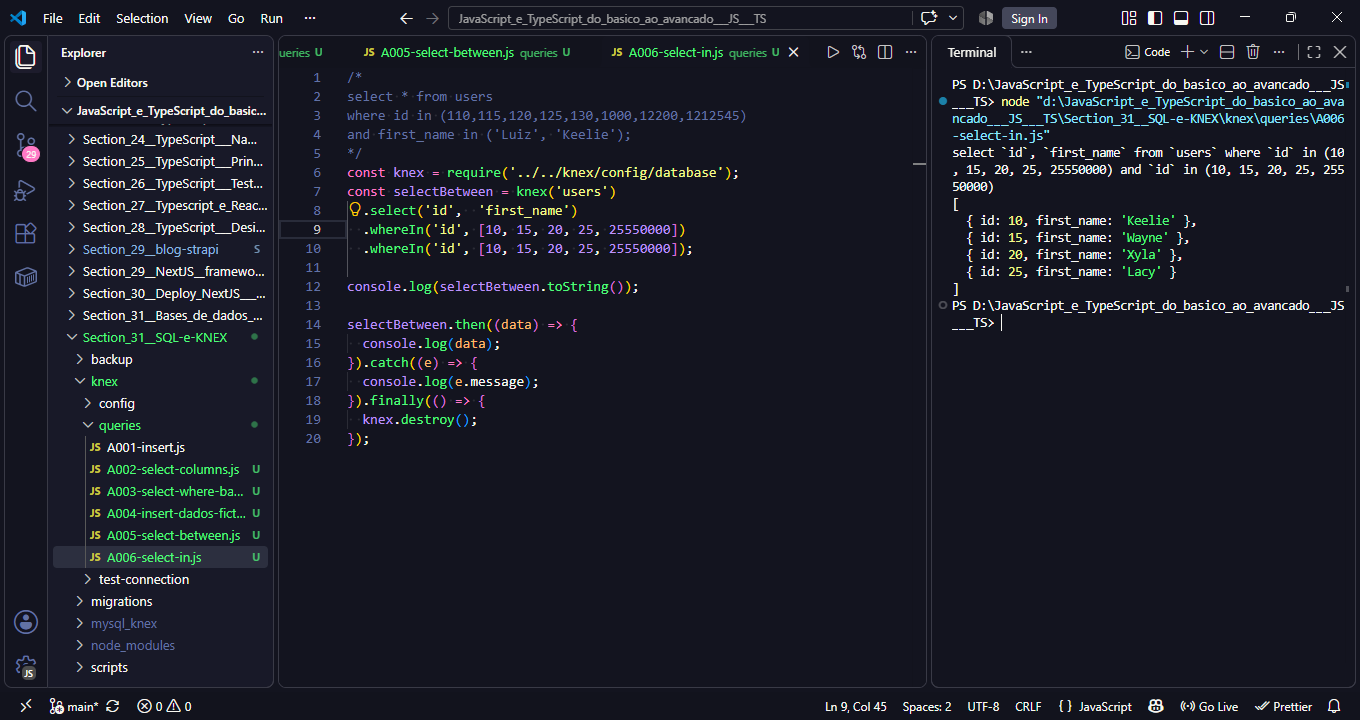 File Edit Selection View Go Run ···
JavaScript_e_TypeScript_do_basico_ao_avancado___JS___TS
Sign In
Explorer
Open Editors
JavaScript_e_TypeScript_do_basic...
Section_24__TypeScript___Na...
Section_25__TypeScript___Prin...
Section_26__TypeScript___Test...
Section_27__Typescript_e_Reac...
Section_28__TypeScript___Desi...
Section_29__blog-strapi S
Section_29__NextJS__framewo...
Section_30__Deploy_NextJS___...
Section_31__Bases_de_dados_...
Section_31__SQL-e-KNEX
backup
knex
config
queries
JS A001-insert.js
JS A002-select-columns.js U
JS A003-select-where-ba... U
JS A004-insert-dados-fict... U
JS A005-select-between.js U
JS A006-select-in.js U
test-connection
migrations
mysql_knex
node_modules
scripts
29
JS
ueries U
JS A005-select-between.js queries U
JS A006-select-in.js queries U
1 /*
2 select * from users
3 where id in (110,115,120,125,130,1000,12200,1212545)
4 and first_name in ('Luiz', 'Keelie');
5 */
6 const knex = require('../../knex/config/database');
7 const selectBetween = knex('users')
8 .select('id', 'first_name')
9 .whereIn('id', [10, 15, 20, 25, 25550000])
10 .whereIn('id', [10, 15, 20, 25, 25550000]);
11
12 console.log(selectBetween.toString());
13
14 selectBetween.then((data) => {
15 console.log(data);
16 }).catch((e) => {
17 console.log(e.message);
18 }).finally(() => {
19 knex.destroy();
20 });
Terminal
Code
PS D:\JavaScript_e_TypeScript_do_basico_ao_avancado___JS
___TS> node "d:\JavaScript_e_TypeScript_do_basico_ao_ava
ncado___JS___TS\Section_31__SQL-e-KNEX\knex\queries\A006
-select-in.js"
select `id`, `first_name` from `users` where `id` in (10
, 15, 20, 25, 25550000) and `id` in (10, 15, 20, 25, 255
50000)
[
{ id: 10, first_name: 'Keelie' },
{ id: 15, first_name: 'Wayne' },
{ id: 20, first_name: 'Xyla' },
{ id: 25, first_name: 'Lacy' }
]
PS D:\JavaScript_e_TypeScript_do_basico_ao_avancado___JS
___TS>
main* 0 0
Ln 9, Col 45 Spaces: 2 UTF-8 CRLF { } JavaScript Go Live Prettier